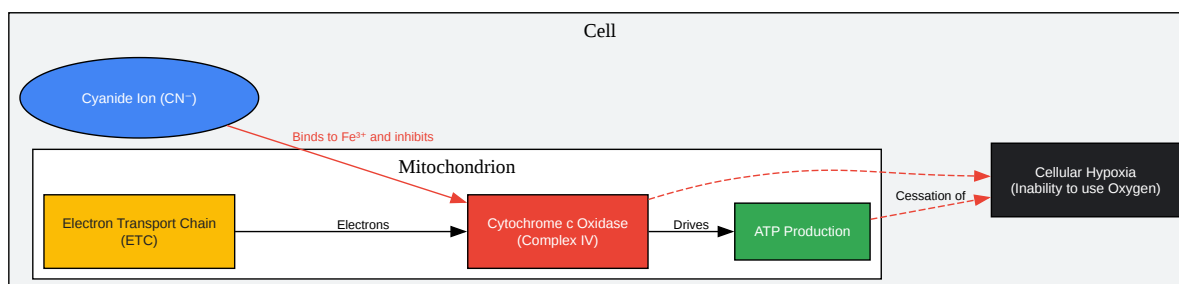 Cell
Cyanide Ion (CN⁻)
Binds to Fe³⁺ and inhibits
Mitochondrion
Cellular Hypoxia
(Inability to use Oxygen)
Cessation of
Electron Transport Chain
(ETC)
Electrons
Cytochrome c Oxidase
(Complex IV)
Drives
ATP Production